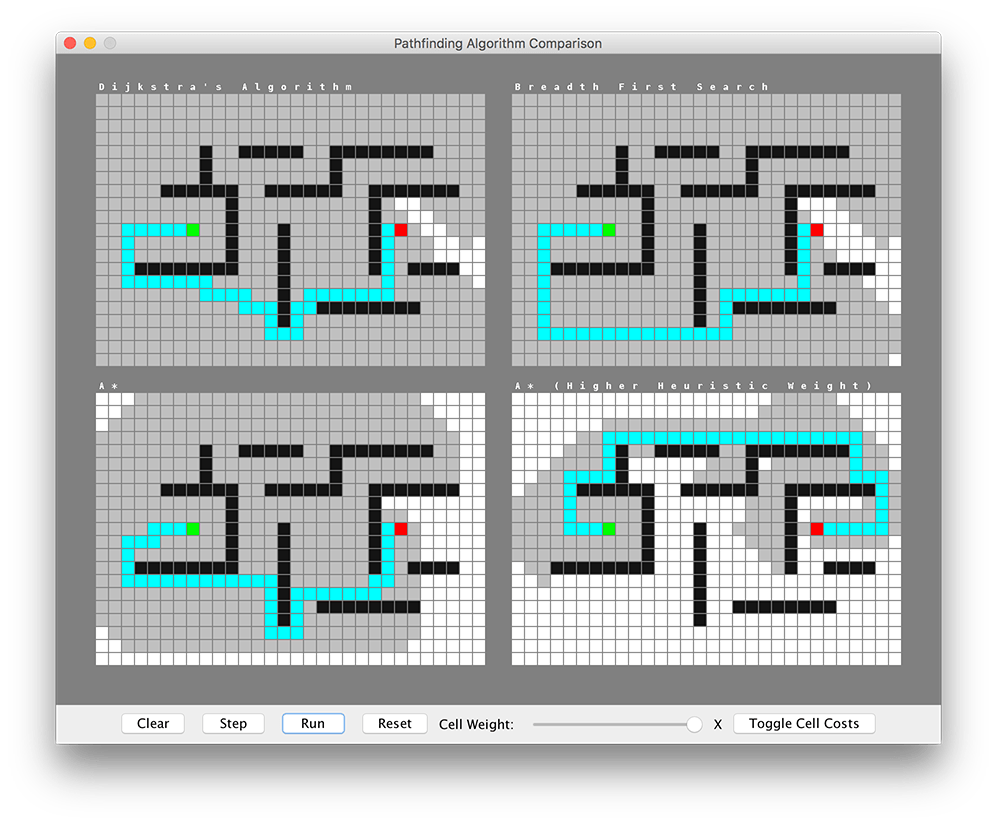 Pathfinding Algorithm Comparison
Dijkstra's Algorithm
Breadth First Search
A*
A* (Higher Heuristic Weight)
Clear Step Run Reset Cell Weight: X Toggle Cell Costs